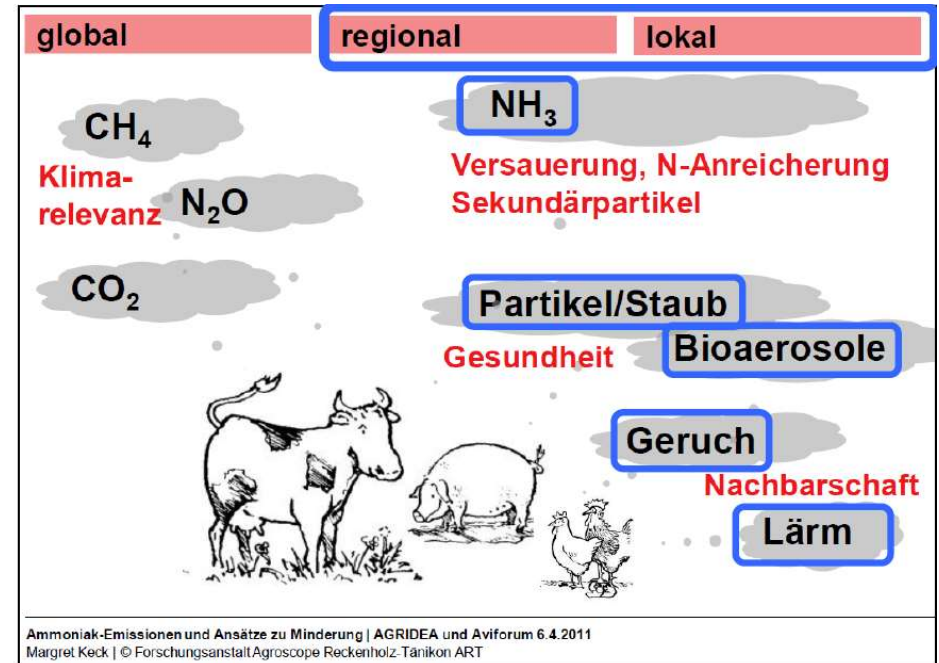 global
regional
lokal
CH₄
Klima-
relevanz
N₂O
CO₂
NH₃
Versauerung, N-Anreicherung
Sekundärpartikel
Partikel/Staub
Gesundheit
Bioaerosole
Geruch
Nachbarschaft
Lärm
Ammoniak-Emissionen und Ansätze zu Minderung | AGRIDEA und Aviforum 6.4.2011
Margret Keck | © Forschungsanstalt Agroscope Reckenholz-Tänikon ART